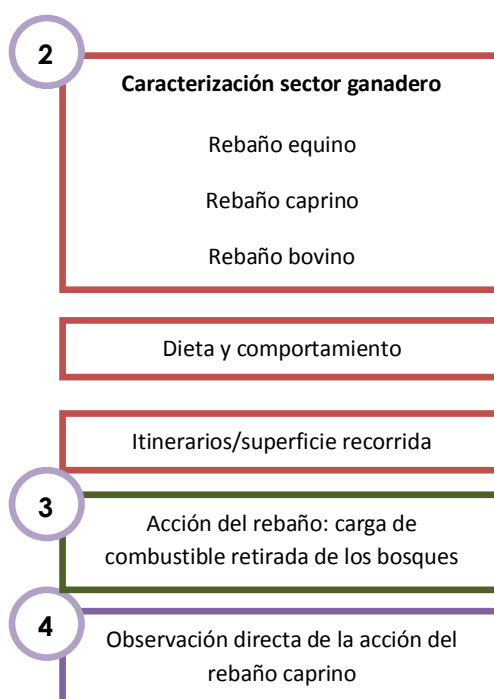 2
Caracterización sector ganadero
Rebaño equino
Rebaño caprino
Rebaño bovino
Dieta y comportamiento
Itinerarios/superficie recorrida
3
Acción del rebaño: carga de
combustible retirada de los bosques
4
Observación directa de la acción del
rebaño caprino